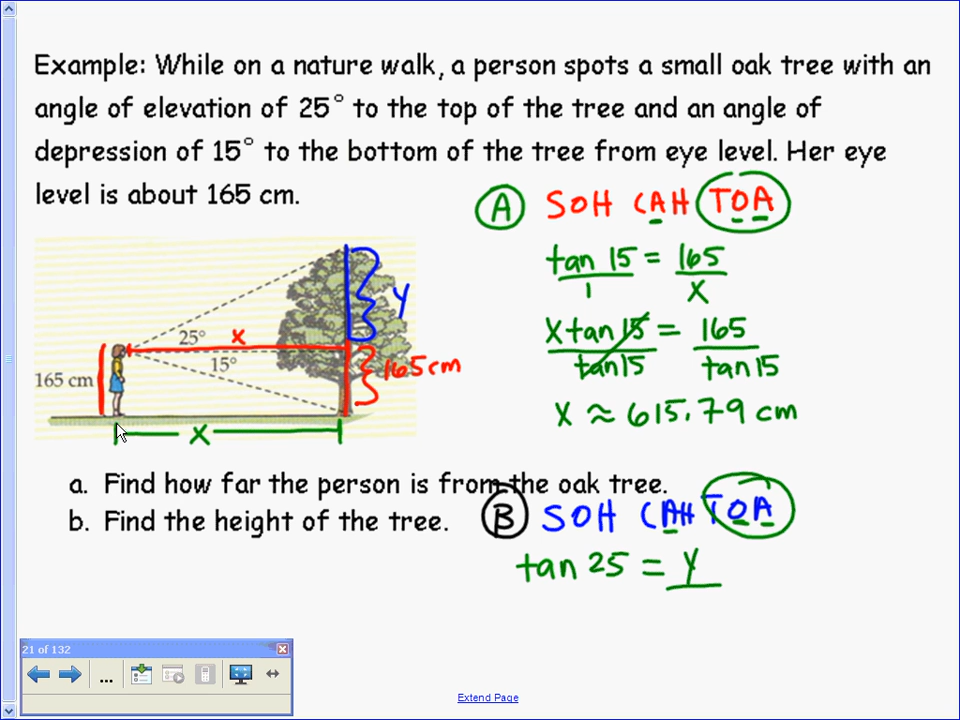 Example: While on a nature walk, a person spots a small oak tree with an
angle of elevation of 25° to the top of the tree and an angle of
depression of 15° to the bottom of the tree from eye level. Her eye
level is about 165 cm.
A SOH CAH TOA
tan 15 = 165
1 x
x tan 15 = 165
tan 15 tan 15
x ≈ 615.79 cm
y
25° x
15°
165 cm
165 cm
x
a. Find how far the person is from the oak tree.
b. Find the height of the tree.
B SOH CAH TOA
tan 25 = y
21 of 132
...
Extend Page